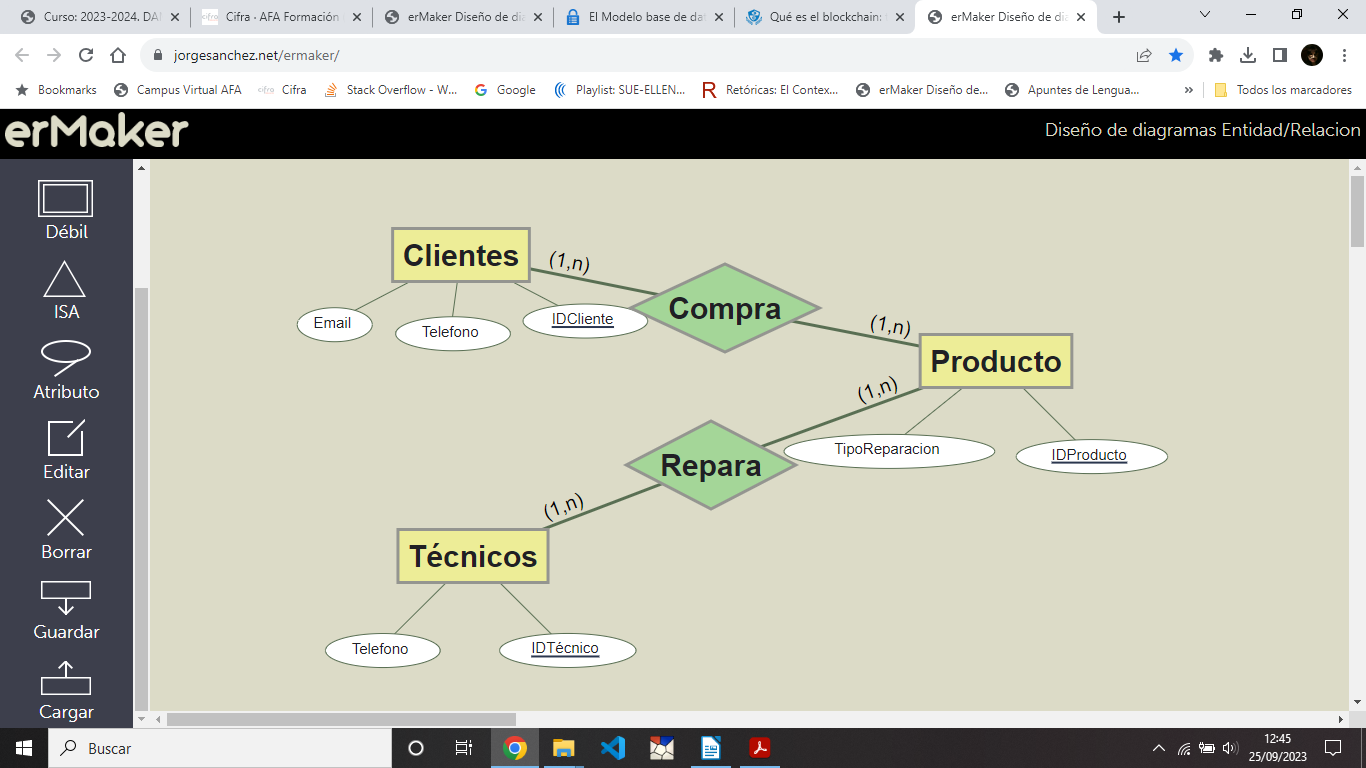 Curso: 2023-2024. DA
Cifra · AFA Formación
erMaker Diseño de dia
El Modelo base de dat
Qué es el blockchain:
erMaker Diseño de dia
jorgesanchez.net/ermaker/
Bookmarks
Campus Virtual AFA
Cifra
Stack Overflow - W...
Google
Playlist: SUE-ELLEN...
Retóricas: El Contex...
erMaker Diseño de...
Apuntes de Lengua...
»
Todos los marcadores
erMaker
Diseño de diagramas Entidad/Relacion
Débil
ISA
Atributo
Editar
Borrar
Guardar
Cargar
Clientes
(1,n)
Compra
Email
Telefono
IDCliente
(1,n)
Producto
(1,n)
TipoReparacion
IDProducto
Repara
(1,n)
Técnicos
Telefono
IDTécnico
Buscar
12:45
25/09/2023